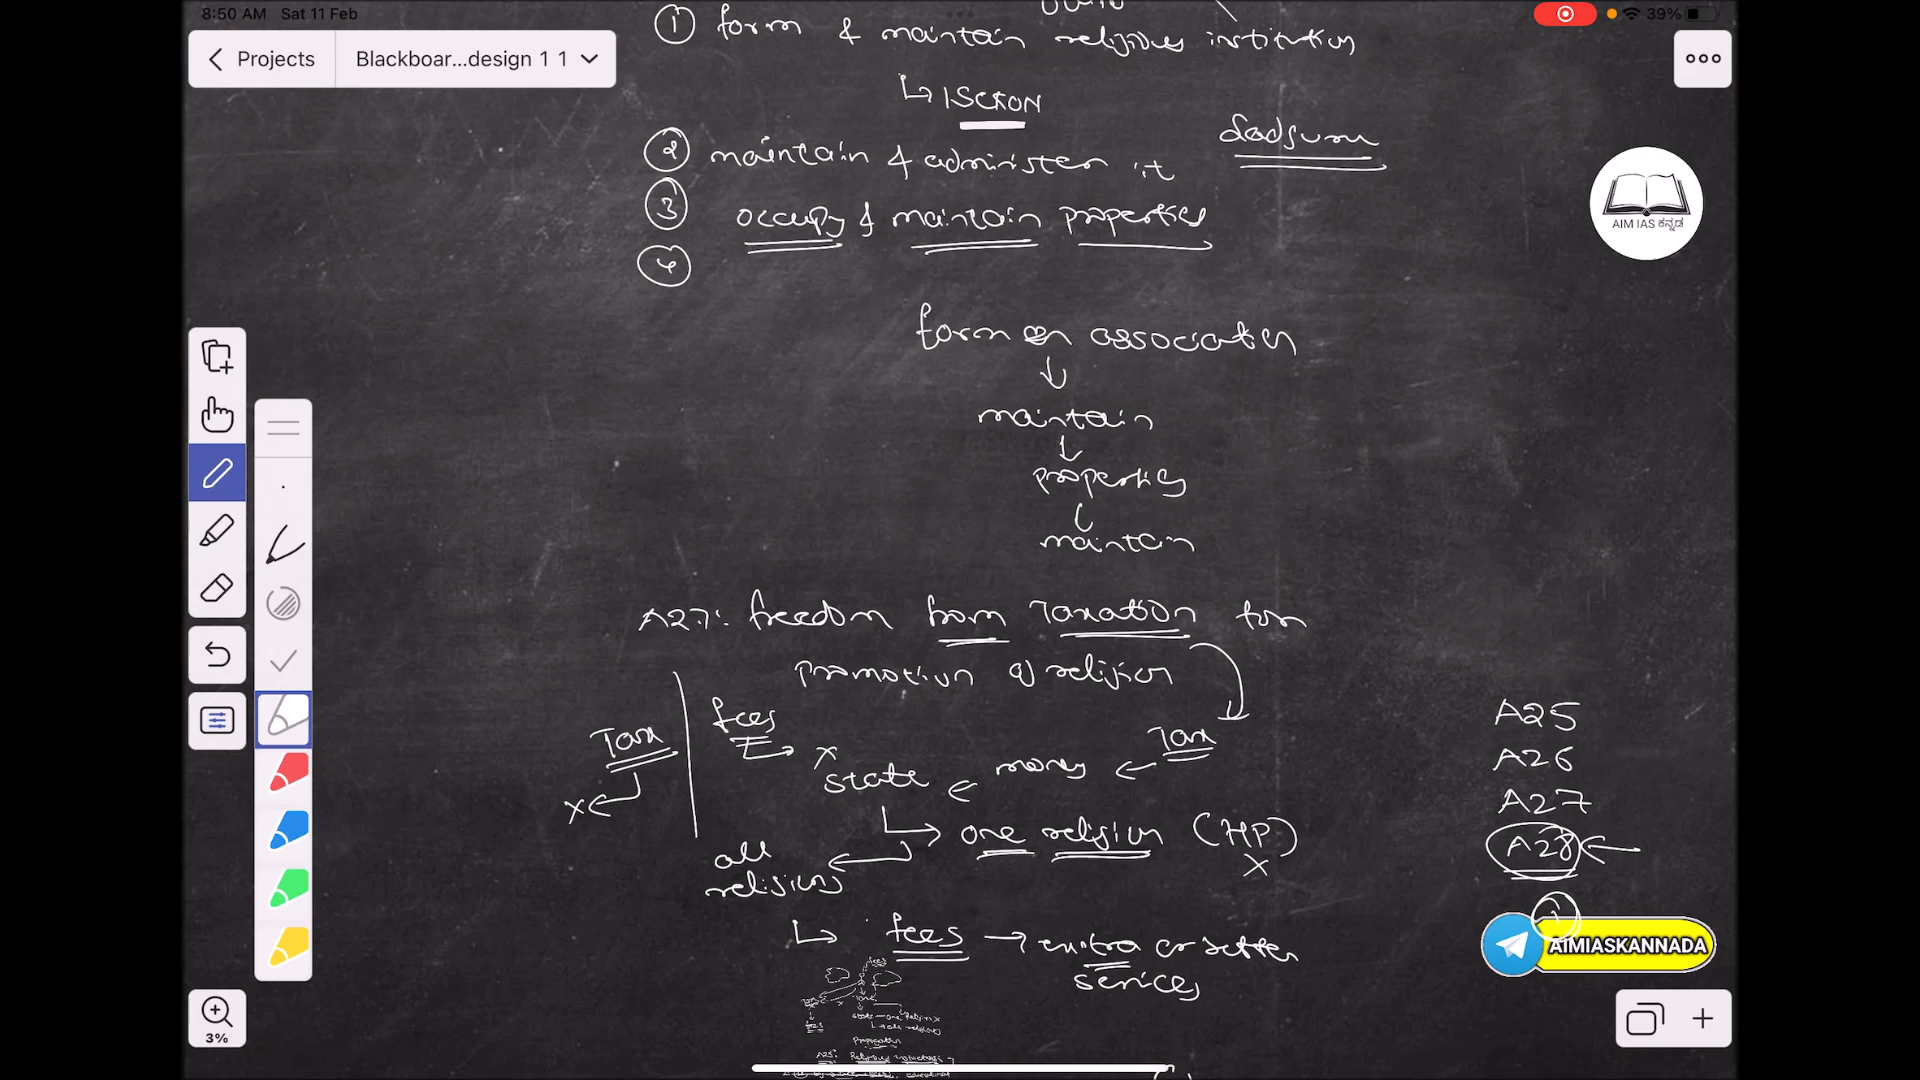 8:50 AM Sat 11 Feb
39%
Projects
Blackboar...design 1 1
① form & maintain religious institution
↳ ISCKON
② maintain & administer it
③ occupy & maintain properties
④
form an association
↓
maintain
↓
properties
↓
maintain
A27: freedom from Taxation for
promotion of religion
Tax
x
fees
x
state ← money ← Tax
↳ one religion (HP)
x
all
religions
↳ fees → extra or better
services
A25
A26
A27
A28 ←
①
AIM IAS ಕನ್ನಡ
AIMIASKANNADA
3%